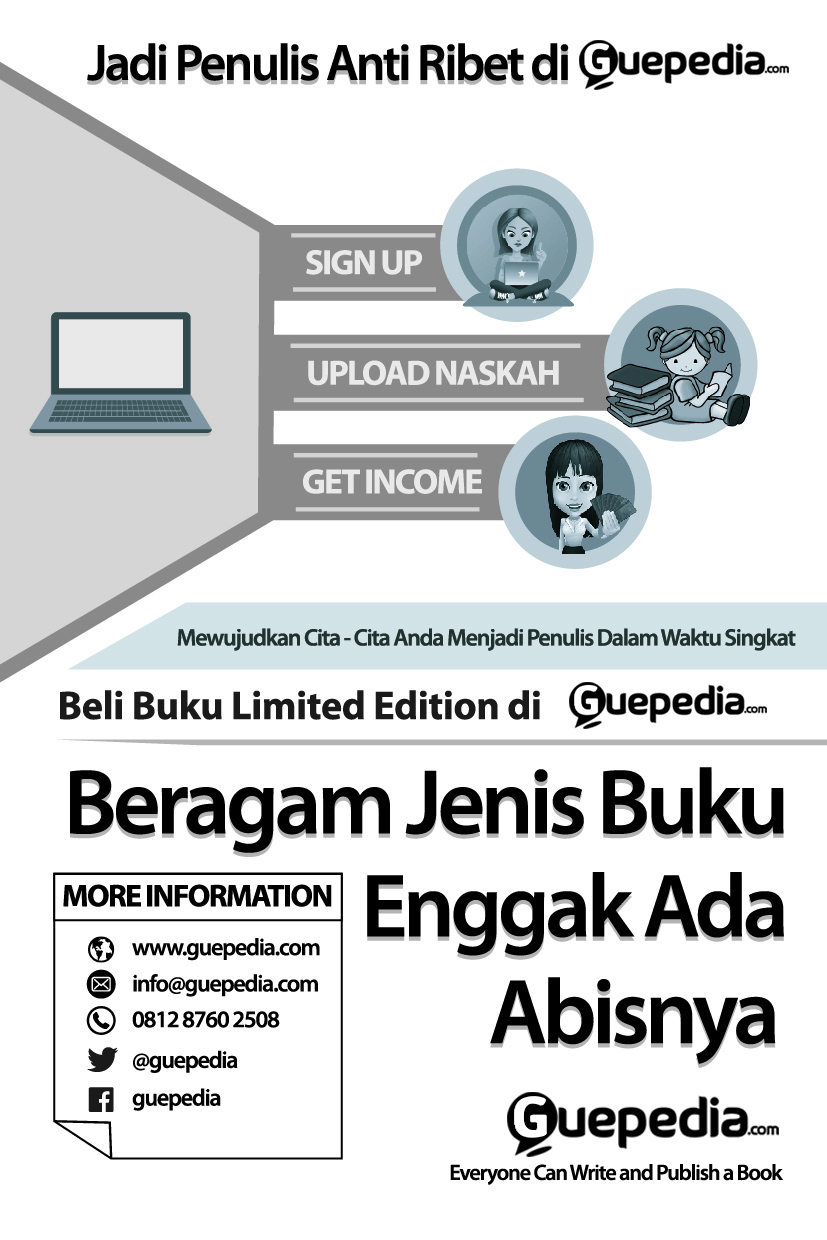 Jadi Penulis Anti Ribet di Guepedia.com
SIGN UP
UPLOAD NASKAH
GET INCOME
Mewujudkan Cita - Cita Anda Menjadi Penulis Dalam Waktu Singkat
Beli Buku Limited Edition di Guepedia.com
Beragam Jenis Buku
Enggak Ada
Abisnya
MORE INFORMATION
www.guepedia.com
info@guepedia.com
0812 8760 2508
@guepedia
guepedia
Guepedia.com
Everyone Can Write and Publish a Book